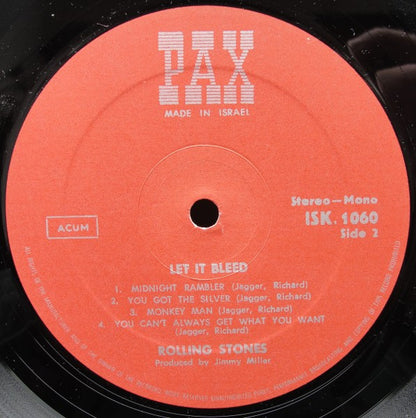 PAX
MADE IN ISRAEL
Stereo—Mono
ISK. 1060
Side 2
ACUM
LET IT BLEED
1. MIDNIGHT RAMBLER (Jagger, Richard)
2. YOU GOT THE SILVER (Jagger, Richard)
3. MONKEY MAN (Jagger, Richard)
4. YOU CAN'T ALWAYS GET WHAT YOU WANT
(Jagger, Richard)
ROLLING STONES
Produced by Jimmy Miller